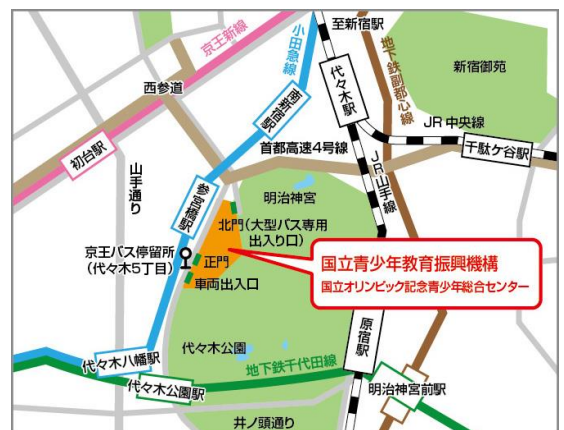 至新宿駅
京王新線
小田急線
地下鉄副都心線
新宿御苑
西参道
代々木駅
南新宿駅
JR中央線
初台駅
山手通り
首都高速4号線
千駄ケ谷駅
JR山手線
参宮橋駅
明治神宮
北門(大型バス専用
出入り口)
京王バス停留所
(代々木5丁目)
正門
車両出入口
国立青少年教育振興機構
国立オリンピック記念青少年総合センター
原宿駅
代々木公園
代々木八幡駅
地下鉄千代田線
代々木公園駅
明治神宮前駅
井ノ頭通り